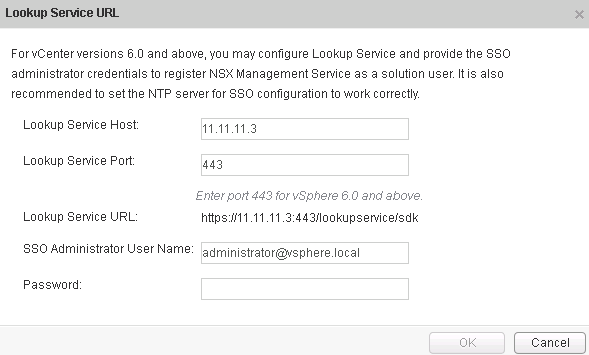 Lookup Service URL
For vCenter versions 6.0 and above, you may configure Lookup Service and provide the SSO
administrator credentials to register NSX Management Service as a solution user. It is also
recommended to set the NTP server for SSO configuration to work correctly.
Lookup Service Host: 11.11.11.3
Lookup Service Port: 443
Enter port 443 for vSphere 6.0 and above.
Lookup Service URL: https://11.11.11.3:443/lookupservice/sdk
SSO Administrator User Name: administrator@vsphere.local
Password:
OK Cancel